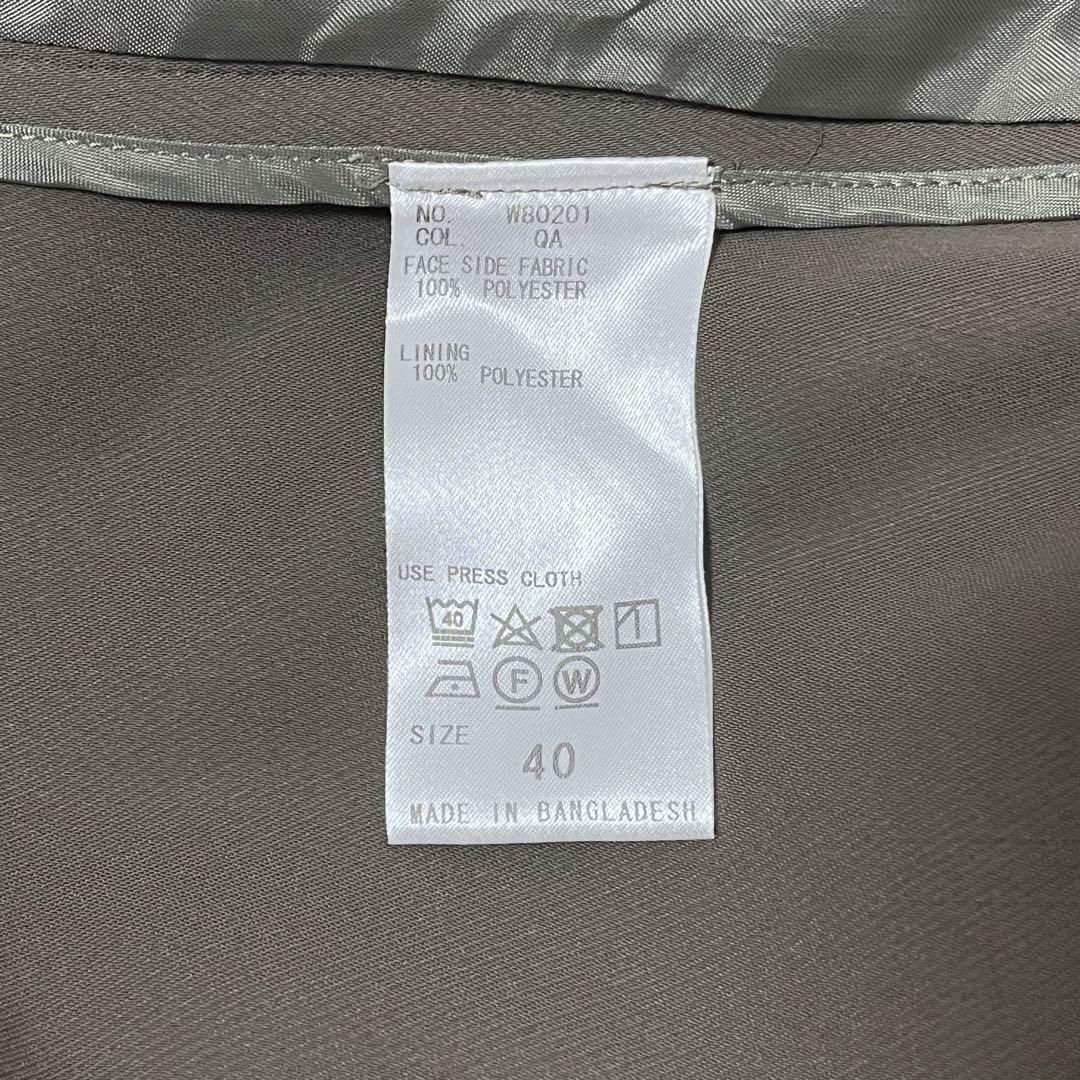 NO. W80201
COL. QA
FACE SIDE FABRIC
100% POLYESTER
LINING
100% POLYESTER
USE PRESS CLOTH
40
F W
SIZE
40
MADE IN BANGLADESH